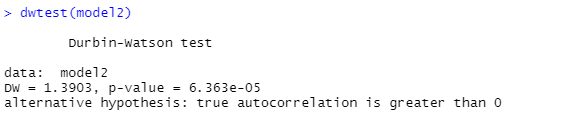 > dwtest(model2)
Durbin-Watson test
data:  model2
DW = 1.3903, p-value = 6.363e-05
alternative hypothesis: true autocorrelation is greater than 0